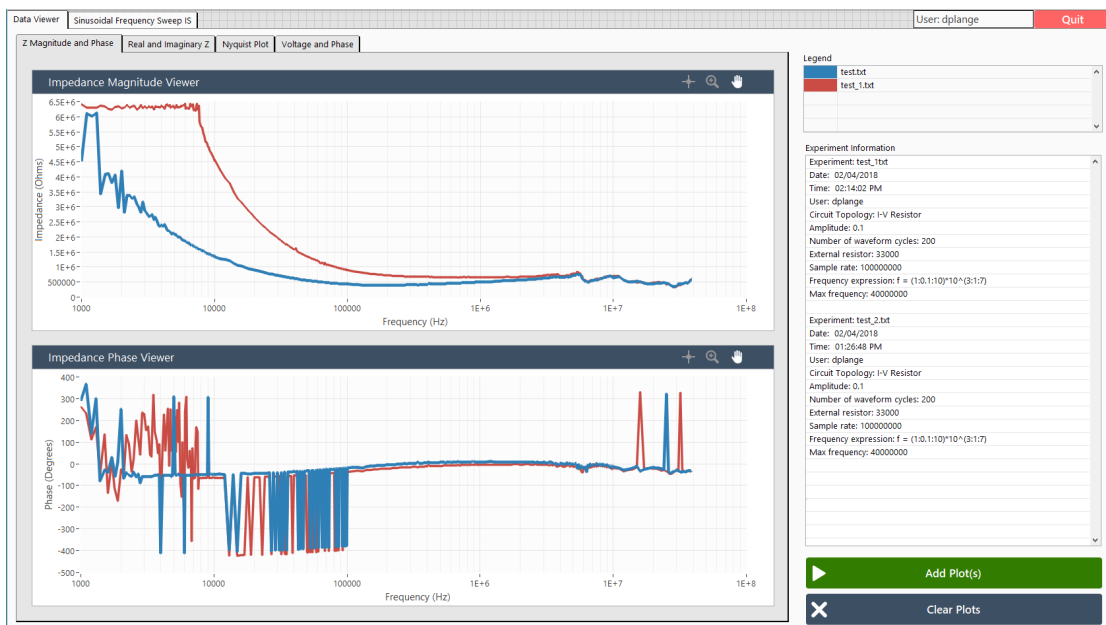 Data Viewer
Sinusoidal Frequency Sweep IS
User: dplange
Quit
Z Magnitude and Phase
Real and Imaginary Z
Nyquist Plot
Voltage and Phase
Impedance Magnitude Viewer
6.5E+6
6E+6
5.5E+6
5E+6
4.5E+6
4E+6
3.5E+6
3E+6
2.5E+6
2E+6
1.5E+6
1E+6
500000
0
Impedance (Ohms)
1000
10000
100000
1E+6
1E+7
1E+8
Frequency (Hz)
Impedance Phase Viewer
400
300
200
100
0
-100
-200
-300
-400
-500
Phase (Degrees)
1000
10000
100000
1E+6
1E+7
1E+8
Frequency (Hz)
Legend
test.txt
test_1.txt
Experiment Information
Experiment: test_1txt
Date: 02/04/2018
Time: 02:14:02 PM
User: dplange
Circuit Topology: I-V Resistor
Amplitude: 0.1
Number of waveform cycles: 200
External resistor: 33000
Sample rate: 100000000
Frequency expression: f = (1:0.1:10)*10^(3:1:7)
Max frequency: 40000000
Experiment: test_2.txt
Date: 02/04/2018
Time: 01:26:48 PM
User: dplange
Circuit Topology: I-V Resistor
Amplitude: 0.1
Number of waveform cycles: 200
External resistor: 33000
Sample rate: 100000000
Frequency expression: f = (1:0.1:10)*10^(3:1:7)
Max frequency: 40000000
Add Plot(s)
Clear Plots